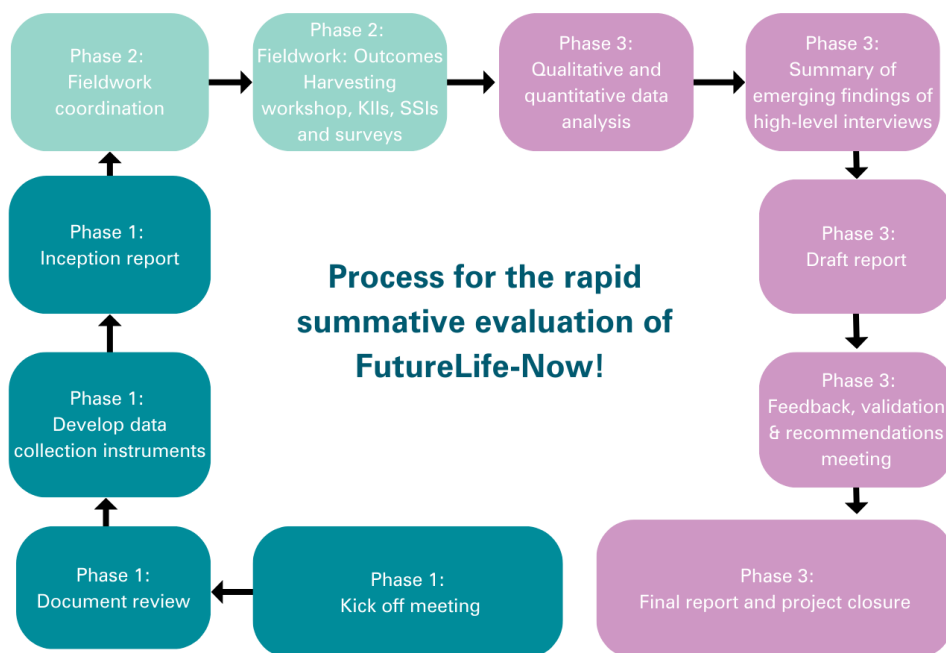 Phase 2:
Fieldwork
coordination
Phase 2:
Fieldwork: Outcomes
Harvesting
workshop, KIIs, SSIs
and surveys
Phase 3:
Qualitative and
quantitative data
analysis
Phase 3:
Summary of
emerging findings of
high-level interviews
Phase 1:
Inception report
Process for the rapid
summative evaluation of
FutureLife-Now!
Phase 3:
Draft report
Phase 1:
Develop data
collection instruments
Phase 3:
Feedback, validation
& recommendations
meeting
Phase 1:
Document review
Phase 1:
Kick off meeting
Phase 3:
Final report and project closure